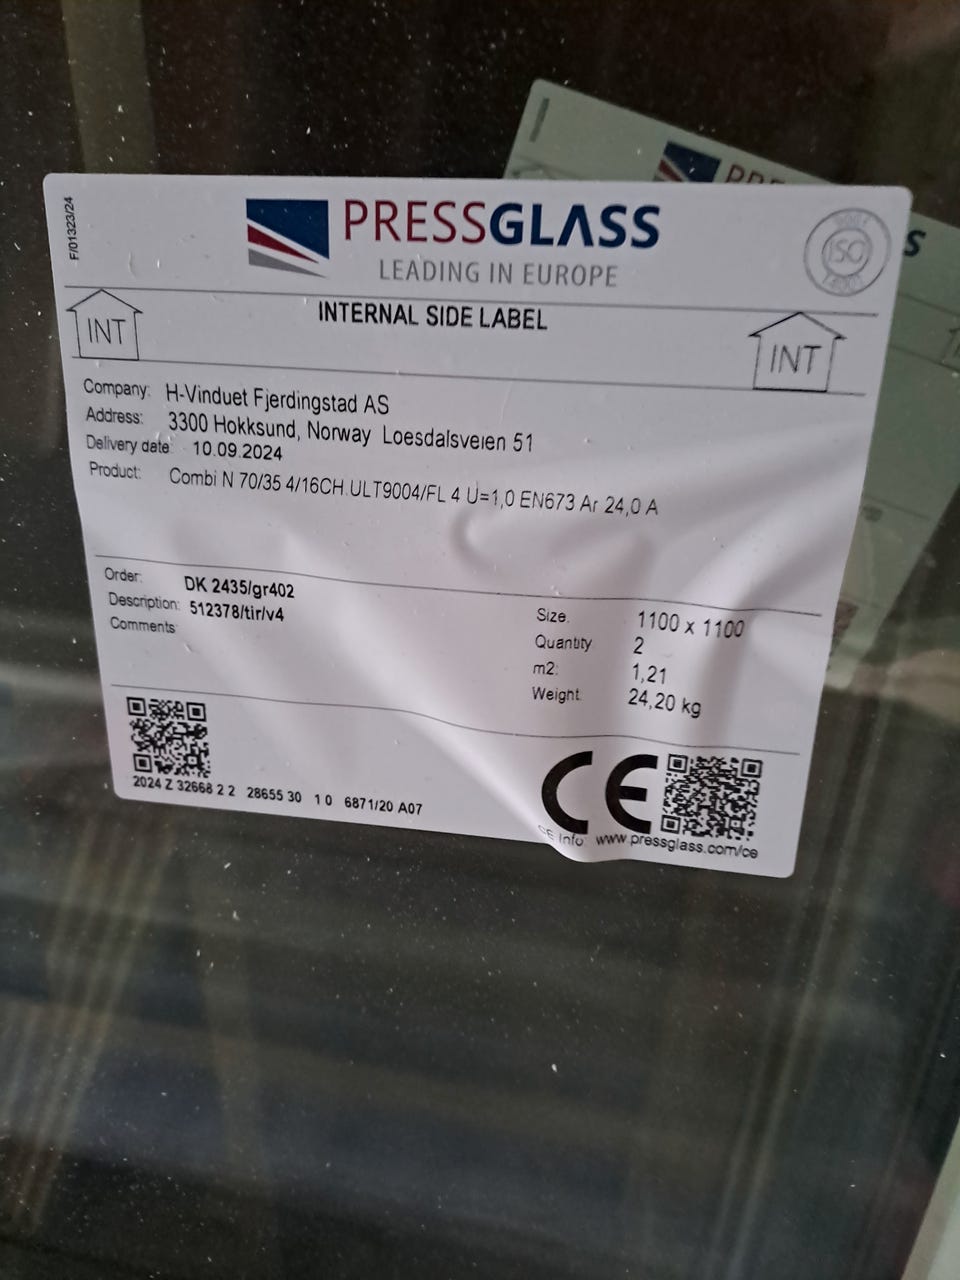 F/01323/24
PRESSGLASS
LEADING IN EUROPE
9001
ISO
14001
INTERNAL SIDE LABEL
INT
INT
Company: H-Vinduet Fjerdingstad AS
Address: 3300 Hokksund, Norway Loesdalsveien 51
Delivery date: 10.09.2024
Product: Combi N 70/35 4/16CH.ULT9004/FL 4 U=1,0 EN673 Ar 24,0 A
Order: DK 2435/gr402
Description: 512378/tir/v4
Comments:
Size: 1100 x 1100
Quantity 2
m2: 1,21
Weight: 24,20 kg
2024 Z 32668 2 2 28655 30 1 0 6871/20 A07
CE
CE Info: www.pressglass.com/ce
S